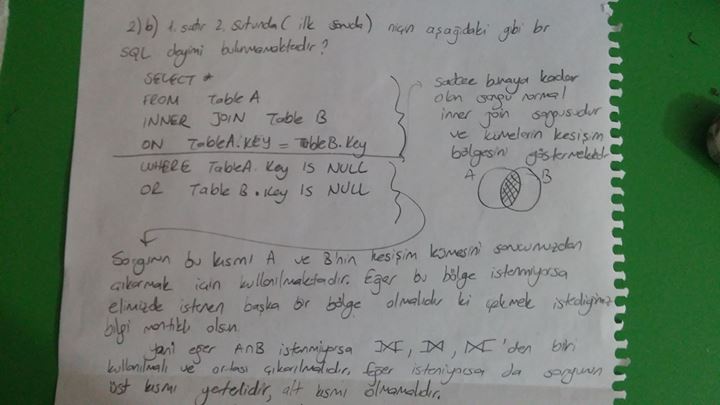 2) b) 1. satır 2. sutunda (ilk soruda) niçin aşağıdaki gibi bir
SQL deyimi bulunmamaktadır?
SELECT *
FROM Table A
INNER JOIN Table B
ON TableA.KEY = TableB.Key
WHERE TableA.Key IS NULL
OR Table B.Key IS NULL
sadece buraya kadar
olan sorgu normal
inner join sorgusudur
ve kümelerin kesişim
bölgesini göstermektedir.
A B
Sorgunun bu kısmı A ve B'nin kesişim kümesini sonucumuzdan
çıkarmak için kullanılmaktadır. Eğer bu bölge istenmiyorsa
elimizde istenen başka bir bölge olmalıdır ki çekmek istediğimiz
bilgi mantıklı olsun.
Yani eğer A∩B istenmiyorsa ⟕, ⋈, ⟕'den biri
kullanılmalı ve ortası çıkarılmalıdır. Eğer isteniyorsa da sorgunun
üst kısmı yeterlidir, alt kısmı olmamalıdır.